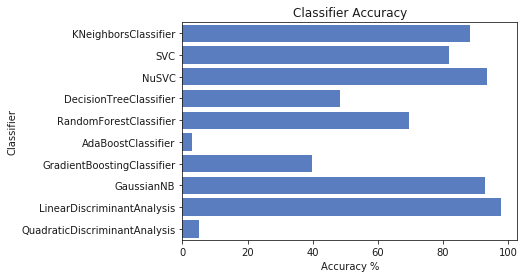 Classifier Accuracy
Classifier
KNeighborsClassifier
SVC
NuSVC
DecisionTreeClassifier
RandomForestClassifier
AdaBoostClassifier
GradientBoostingClassifier
GaussianNB
LinearDiscriminantAnalysis
QuadraticDiscriminantAnalysis
0 20 40 60 80 100
Accuracy %